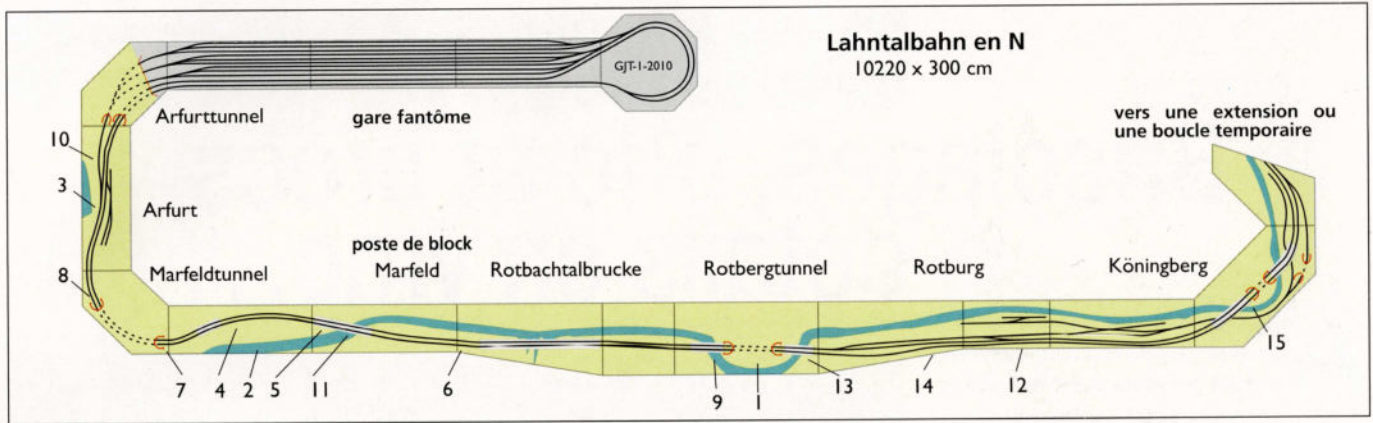 Lahntalbahn en N
10220 x 300 cm
GJT-1-2010
vers une extension ou
une boucle temporaire
Arfurttunnel
gare fantôme
10
3
Arfurt
poste de block
8
Marfeldtunnel
Marfeld
Rotbachtalbrucke
Rotbergtunnel
Rotburg
Köningberg
15
7
4
2
5
11
6
9
1
13
14
12